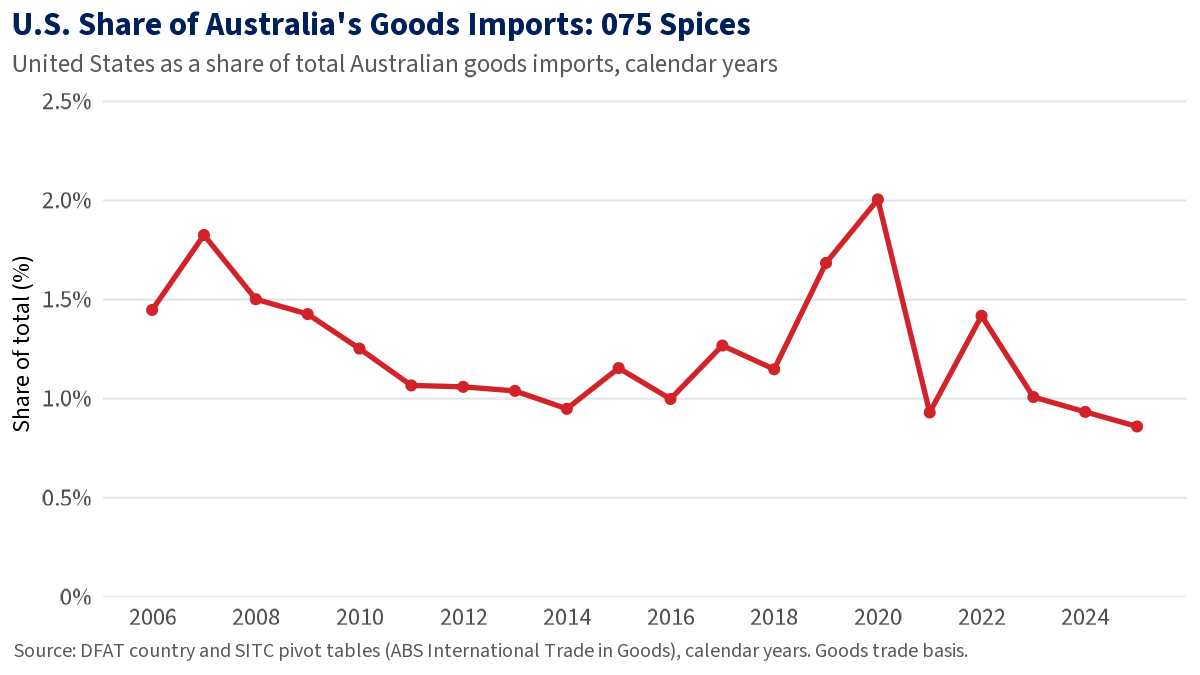 U.S. Share of Australia's Goods Imports: 075 Spices
United States as a share of total Australian goods imports, calendar years
2.5%
2.0%
1.5%
1.0%
0.5%
0%
Share of total (%)
2006 2008 2010 2012 2014 2016 2018 2020 2022 2024
Source: DFAT country and SITC pivot tables (ABS International Trade in Goods), calendar years. Goods trade basis.